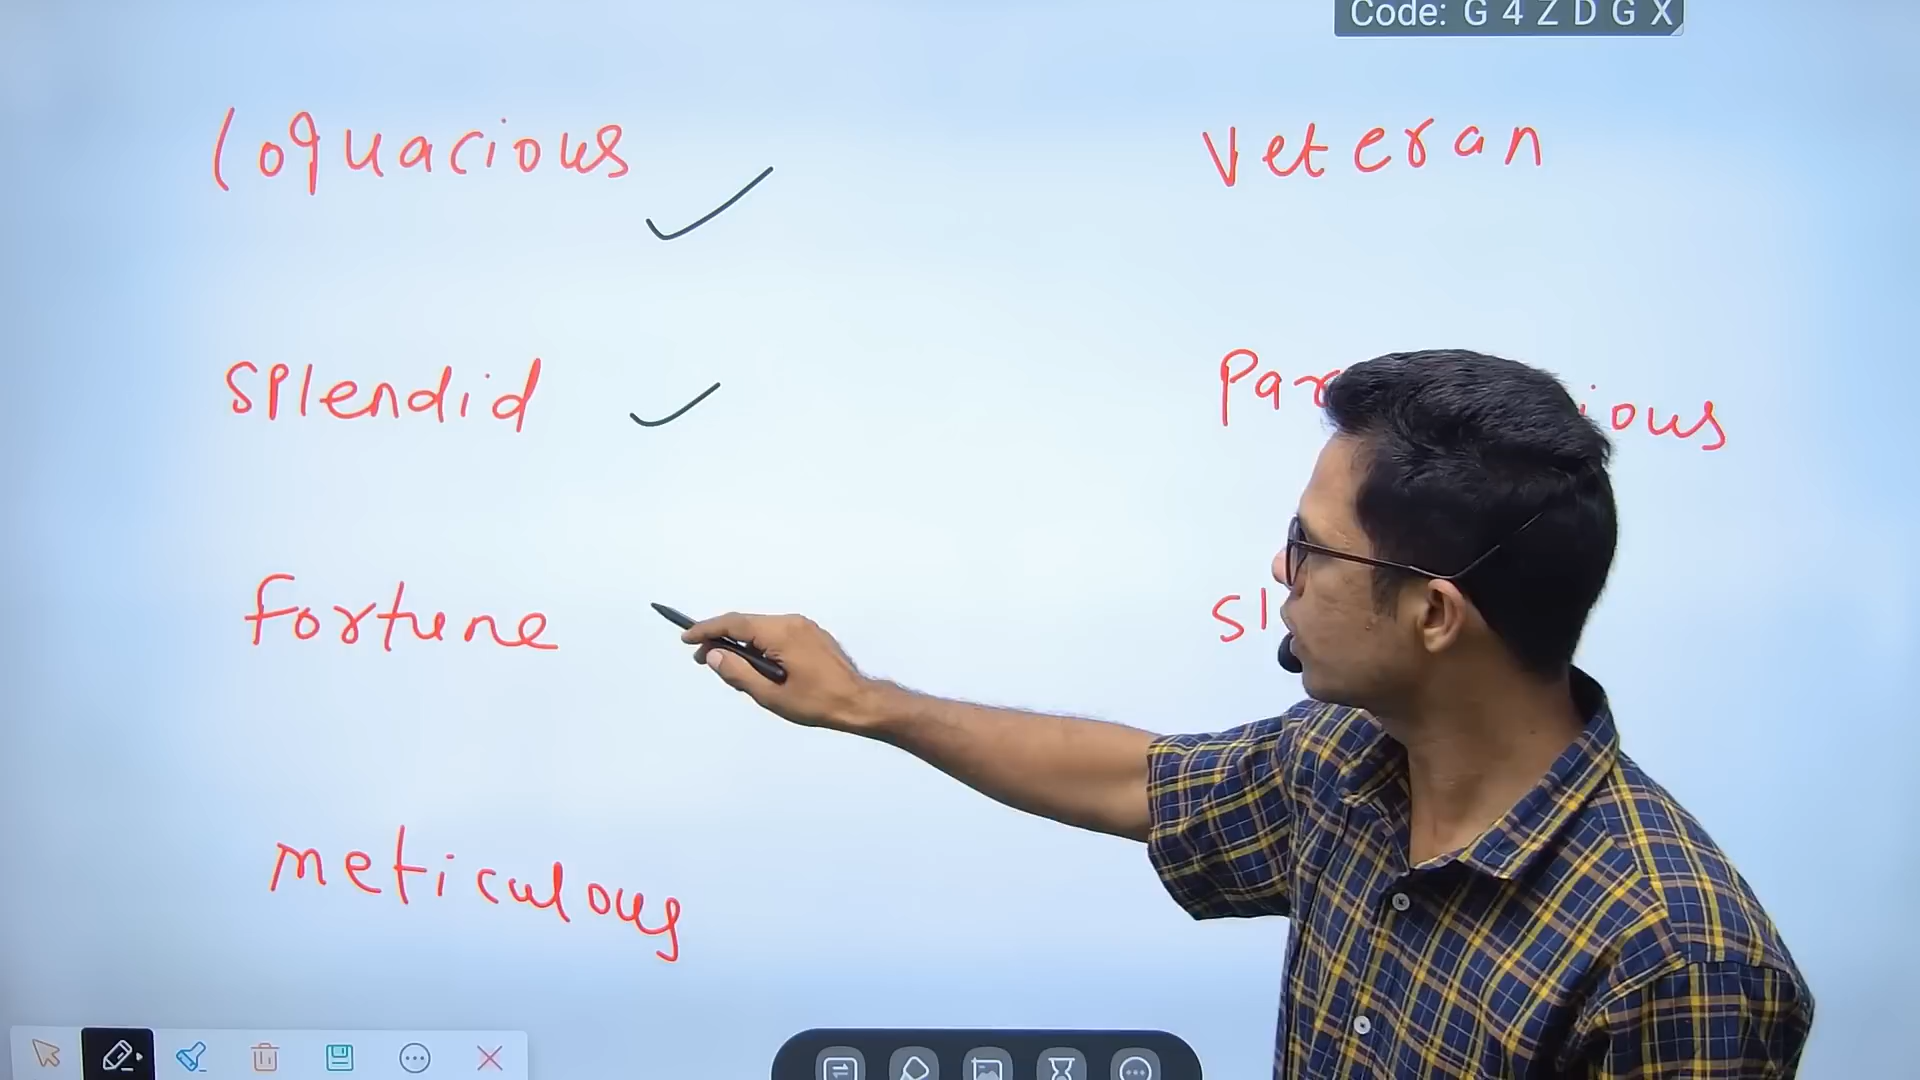 Code: G 4 Z D G X
loquacious
veteran
splendid
fortune
meticulous